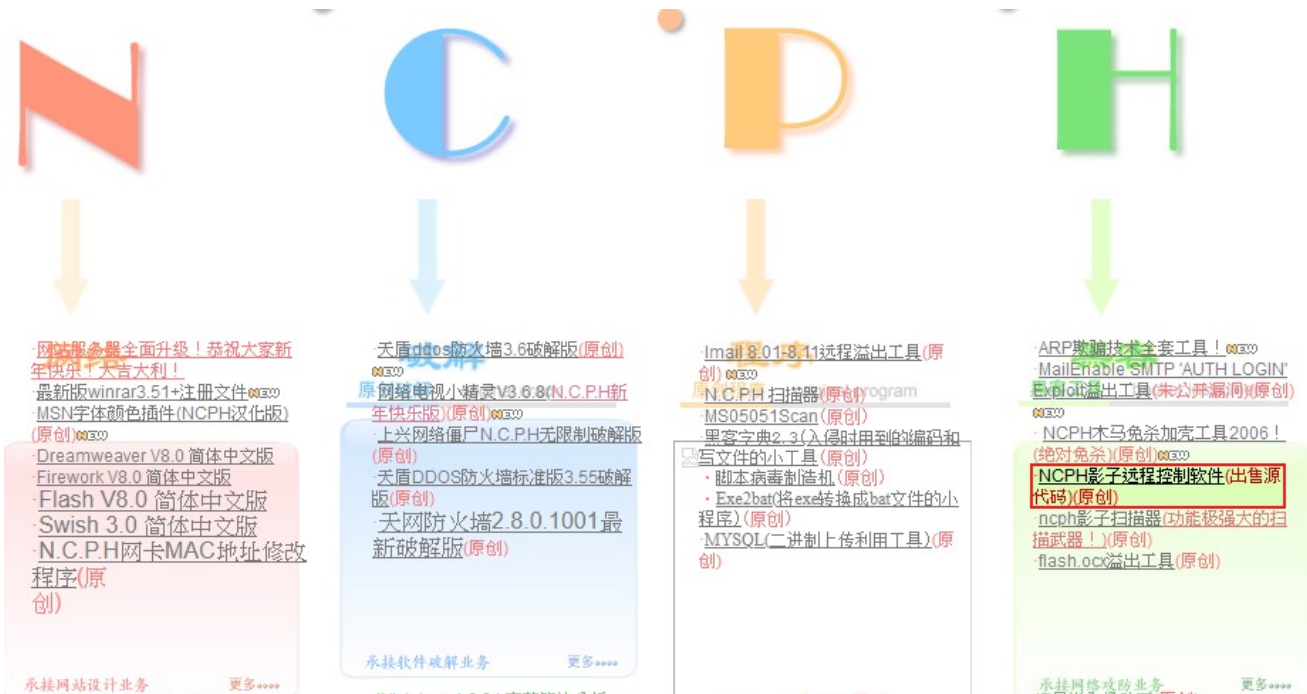 N
C
P
H
网络
·网站服务器全面升级！恭祝大家新
年快乐！大吉大利！
·最新版winrar3.51+注册文件NEW
·MSN字体颜色插件(NCPH汉化版)
(原创)NEW
·Dreamweaver V8.0 简体中文版
·Firework V8.0 简体中文版
·Flash V8.0 简体中文版
·Swish 3.0 简体中文版
·N.C.P.H网卡MAC地址修改
程序(原
创)
承接网站设计业务
更多
破解
·天盾ddos防火墙3.6破解版(原创)
NEW
·网络电视小精灵V3.6.8(N.C.P.H新
年快乐版)(原创)NEW
·上兴网络僵尸N.C.P.H无限制破解版
(原创)
·天盾DDOS防火墙标准版3.55破解
版(原创)
·天网防火墙2.8.0.1001最
新破解版(原创)
承接软件破解业务
更多
程序
·Imail 8.01-8.11远程溢出工具(原
创)NEW
program
·N.C.P.H 扫描器(原创)
·MS05051Scan (原创)
·黑客字典2.3(入侵时用到的编码和
写文件的小工具 (原创)
·脚本病毒制造机 (原创)
·Exe2bat(将exe转换成bat文件的小
程序) (原创)
·MYSQL(二进制上传利用工具)(原
创)
黑客
·ARP欺骗技术全套工具！NEW
·MailEnable SMTP 'AUTH LOGIN'
Exploit溢出工具(未公开漏洞)(原创)
NEW
·NCPH木马免杀加壳工具2006！
(绝对免杀)(原创)NEW
·NCPH影子远程控制软件(出售源
代码)(原创)
·ncph影子扫描器(功能极强大的扫
描武器！)(原创)
·flash.ocx溢出工具(原创)
承接网络攻防业务
更多